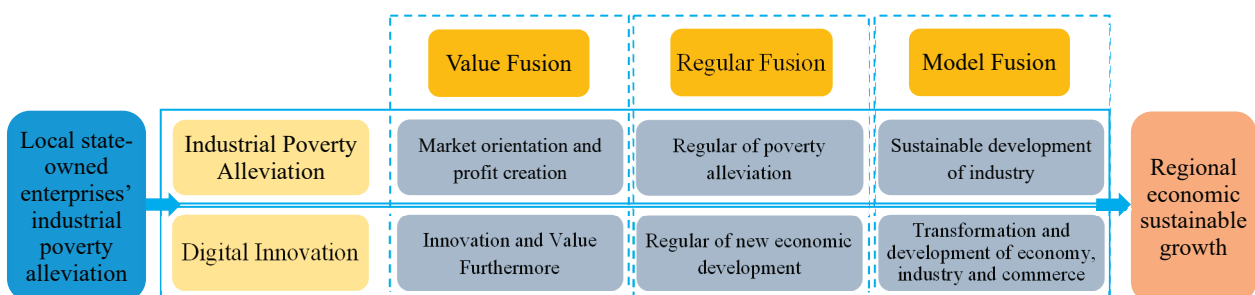 Value Fusion
Regular Fusion
Model Fusion
Local state-
owned
enterprises’
industrial
poverty
alleviation
Industrial Poverty
Alleviation
Market orientation and
profit creation
Regular of poverty
alleviation
Sustainable development
of industry
Digital Innovation
Innovation and Value
Furthermore
Regular of new economic
development
Transformation and
development of economy,
industry and commerce
Regional
economic
sustainable
growth